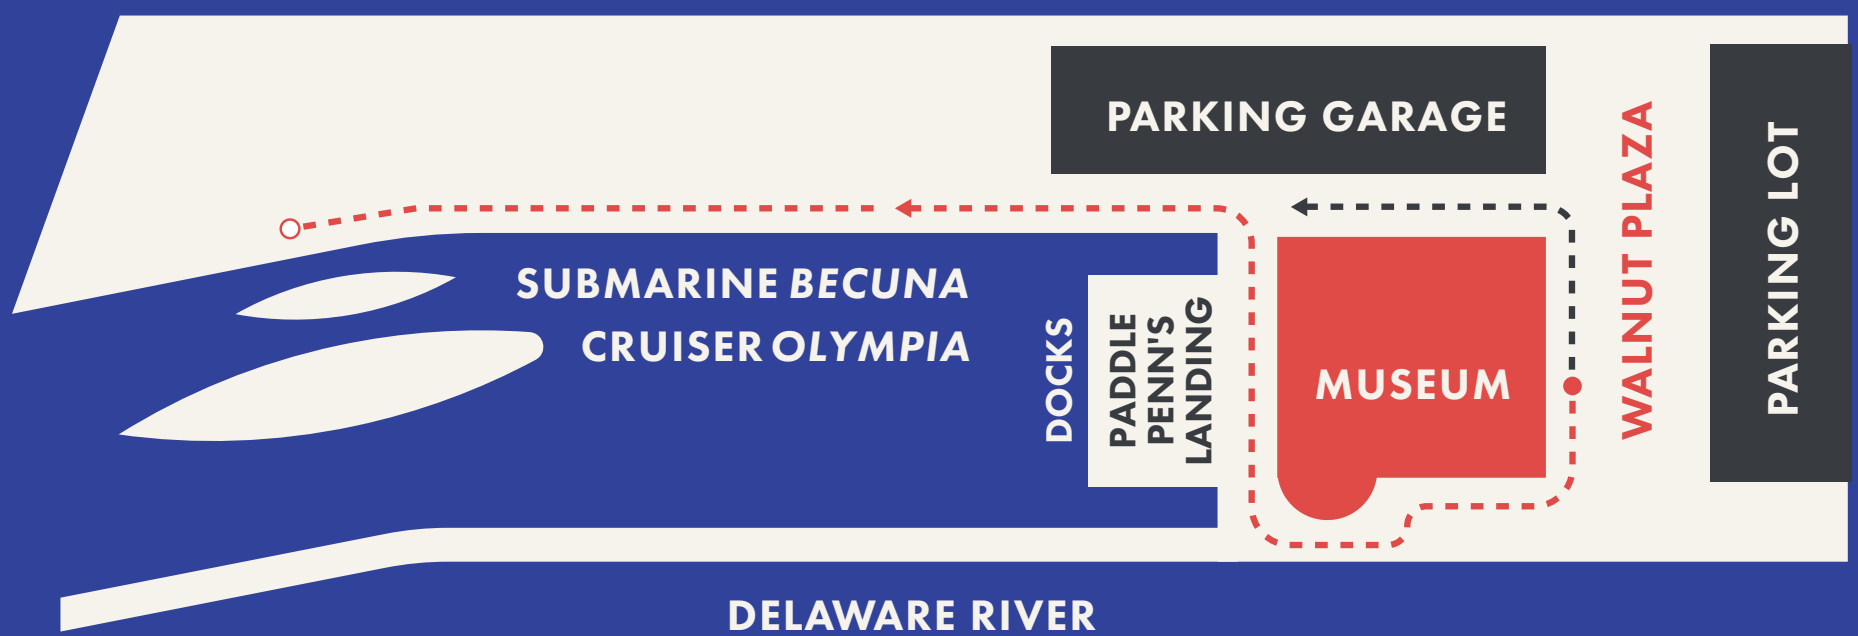 PARKING GARAGE
WALNUT PLAZA
PARKING LOT
SUBMARINE BECUNA
CRUISER OLYMPIA
DOCKS
PADDLE
PENN'S
LANDING
MUSEUM
DELAWARE RIVER